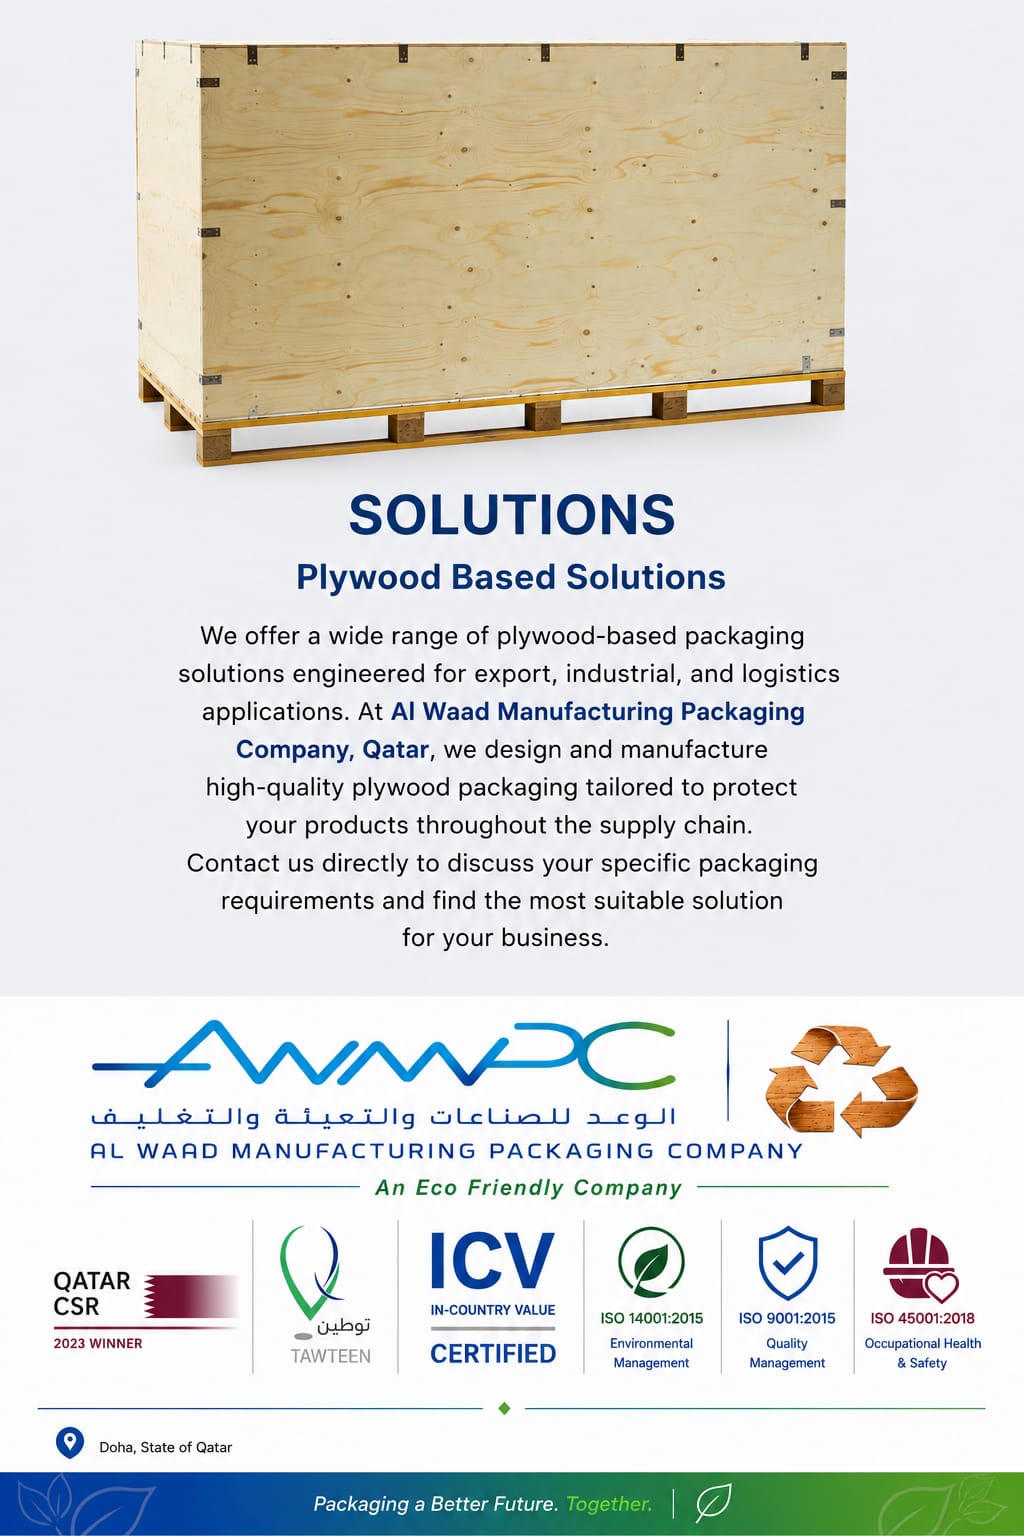 SOLUTIONS
Plywood Based Solutions
We offer a wide range of plywood-based packaging
solutions engineered for export, industrial, and logistics
applications. At Al Waad Manufacturing Packaging
Company, Qatar, we design and manufacture
high-quality plywood packaging tailored to protect
your products throughout the supply chain.
Contact us directly to discuss your specific packaging
requirements and find the most suitable solution
for your business.
AWMPC
الوعد للصناعات والتعيئة والتغليف
AL WAAD MANUFACTURING PACKAGING COMPANY
An Eco Friendly Company
QATAR
CSR
2023 WINNER
توطين
TAWTEEN
ICV
IN-COUNTRY VALUE
CERTIFIED
ISO 14001:2015
Environmental
Management
ISO 9001:2015
Quality
Management
ISO 45001:2018
Occupational Health
& Safety
Doha, State of Qatar
Packaging a Better Future. Together.